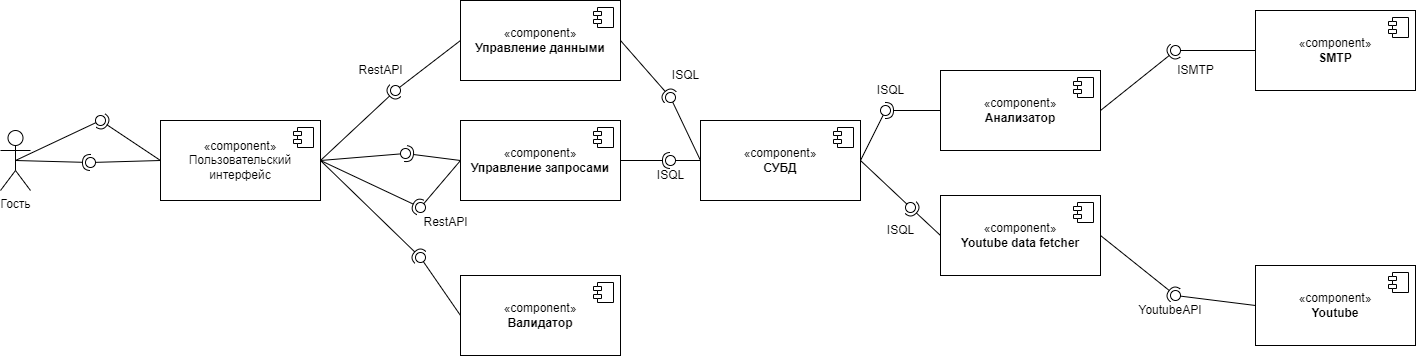 Гость
«component»
Пользовательский
интерфейс
RestAPI
«component»
Управление данными
ISQL
«component»
Управление запросами
RestAPI
ISQL
«component»
Валидатор
«component»
СУБД
ISQL
«component»
Анализатор
ISMTP
«component»
SMTP
ISQL
«component»
Youtube data fetcher
YoutubeAPI
«component»
Youtube